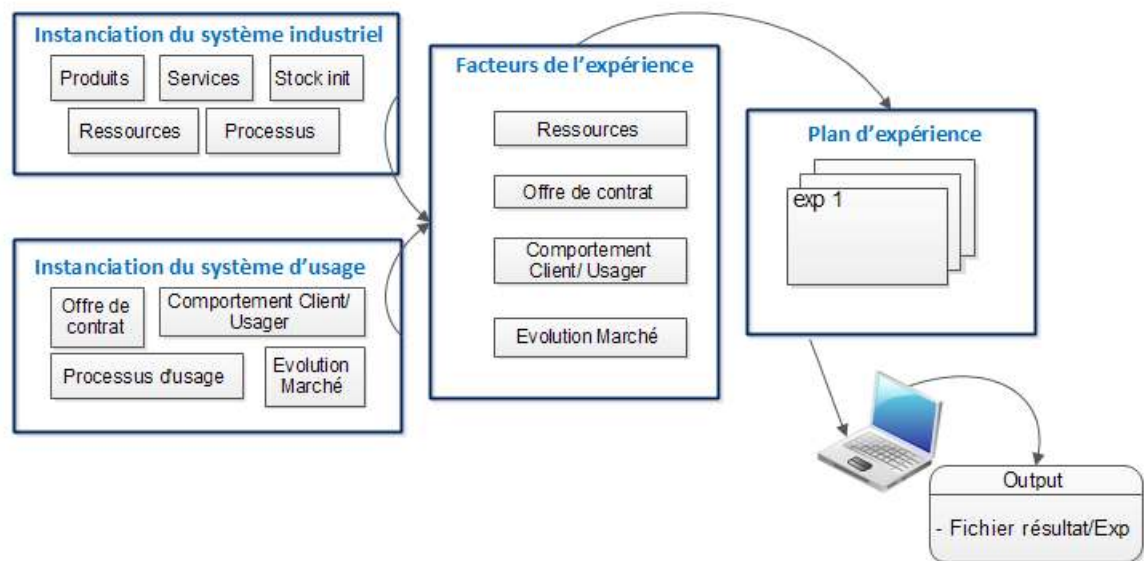 Instanciation du système industriel
Produits
Services
Stock init
Ressources
Processus
Instanciation du système d'usage
Offre de
contrat
Comportement Client/
Usager
Processus d'usage
Evolution
Marché
Facteurs de l'expérience
Ressources
Offre de contrat
Comportement
Client/ Usager
Evolution Marché
Plan d'expérience
exp 1
Output
- Fichier résultat/Exp